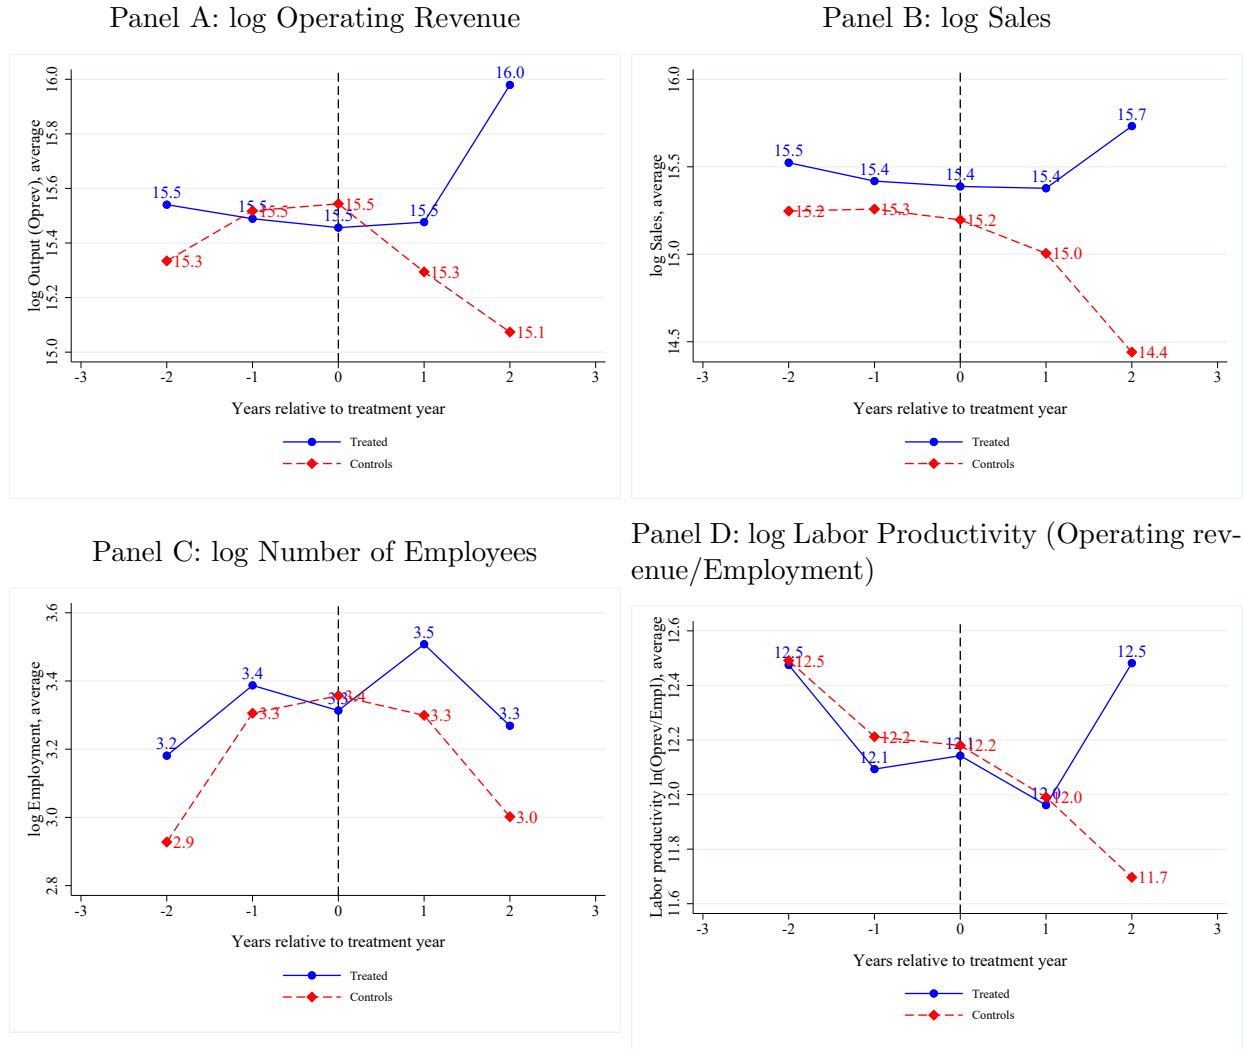 Panel A: log Operating Revenue
log Output (Oprev), average
16.0
15.8
15.6
15.4
15.2
15.0
15.5
15.5
15.5
15.5
16.0
15.3
15.5
15.5
15.3
15.1
-3 -2 -1 0 1 2 3
Years relative to treatment year
Treated
Controls
Panel B: log Sales
log Sales, average
16.0
15.5
15.0
14.5
15.5
15.4
15.4
15.4
15.7
15.2
15.3
15.2
15.0
14.4
-3 -2 -1 0 1 2 3
Years relative to treatment year
Treated
Controls
Panel C: log Number of Employees
log Employment, average
3.6
3.4
3.2
3.0
2.8
3.2
3.4
3.3
3.5
3.3
2.9
3.3
3.4
3.3
3.0
-3 -2 -1 0 1 2 3
Years relative to treatment year
Treated
Controls
Panel D: log Labor Productivity (Operating rev-
enue/Employment)
Labor productivity ln(Oprev/Empl), average
12.6
12.4
12.2
12.0
11.8
11.6
12.5
12.1
12.1
12.0
12.5
12.5
12.2
12.2
12.0
11.7
-3 -2 -1 0 1 2 3
Years relative to treatment year
Treated
Controls